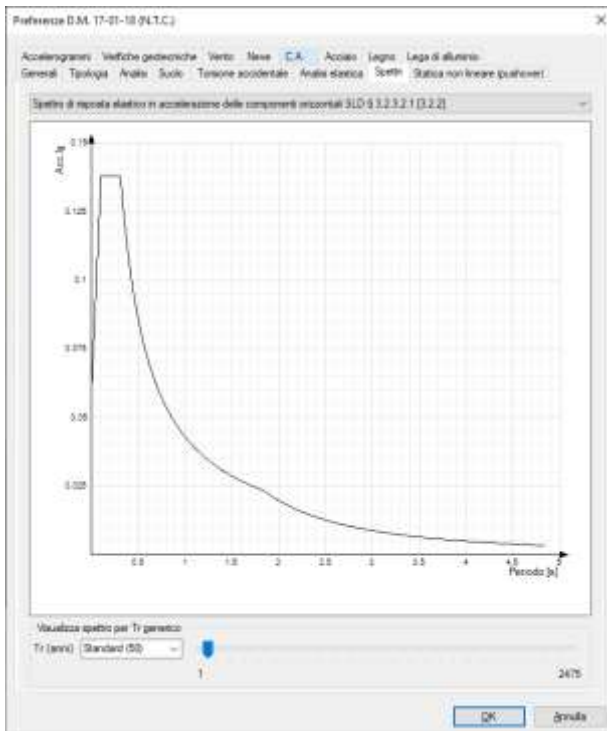 Preferenze D.M. 17-01-18 (N.T.C.)
Accelerogrammi Verifiche geotecniche Vento Neve C.A. Acciaio Legno Lega di alluminio
Generali Tipologia Analisi Suolo Torsione accidentale Analisi elastica Spettri Statica non lineare (pushover)
Spettro di risposta elastico in accelerazione delle componenti orizzontali SLD § 3.2.3.2.1 [3.2.2]
Acc./g
0.15
0.125
0.1
0.075
0.05
0.025
0.5 1 1.5 2 2.5 3 3.5 4 4.5 5
Periodo [s]
Visualizza spettro per Tr generico
Tr (anni) Standard (50)
1 2475
OK Annulla